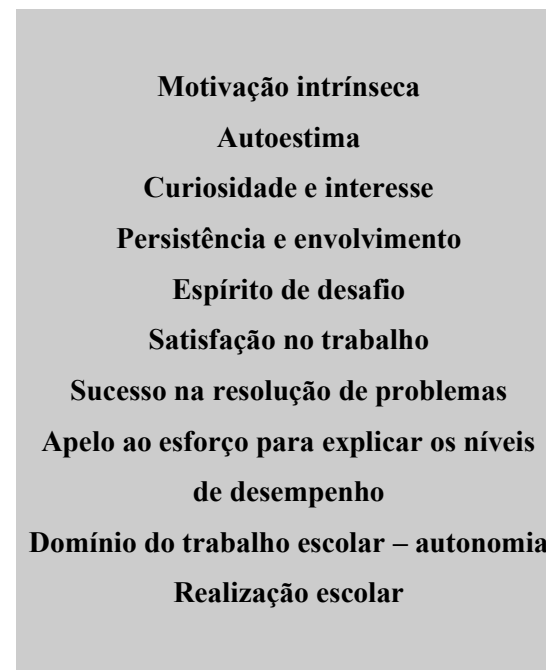 Motivação intrínseca
Autoestima
Curiosidade e interesse
Persistência e envolvimento
Espírito de desafio
Satisfação no trabalho
Sucesso na resolução de problemas
Apelo ao esforço para explicar os níveis
de desempenho
Domínio do trabalho escolar – autonomia
Realização escolar